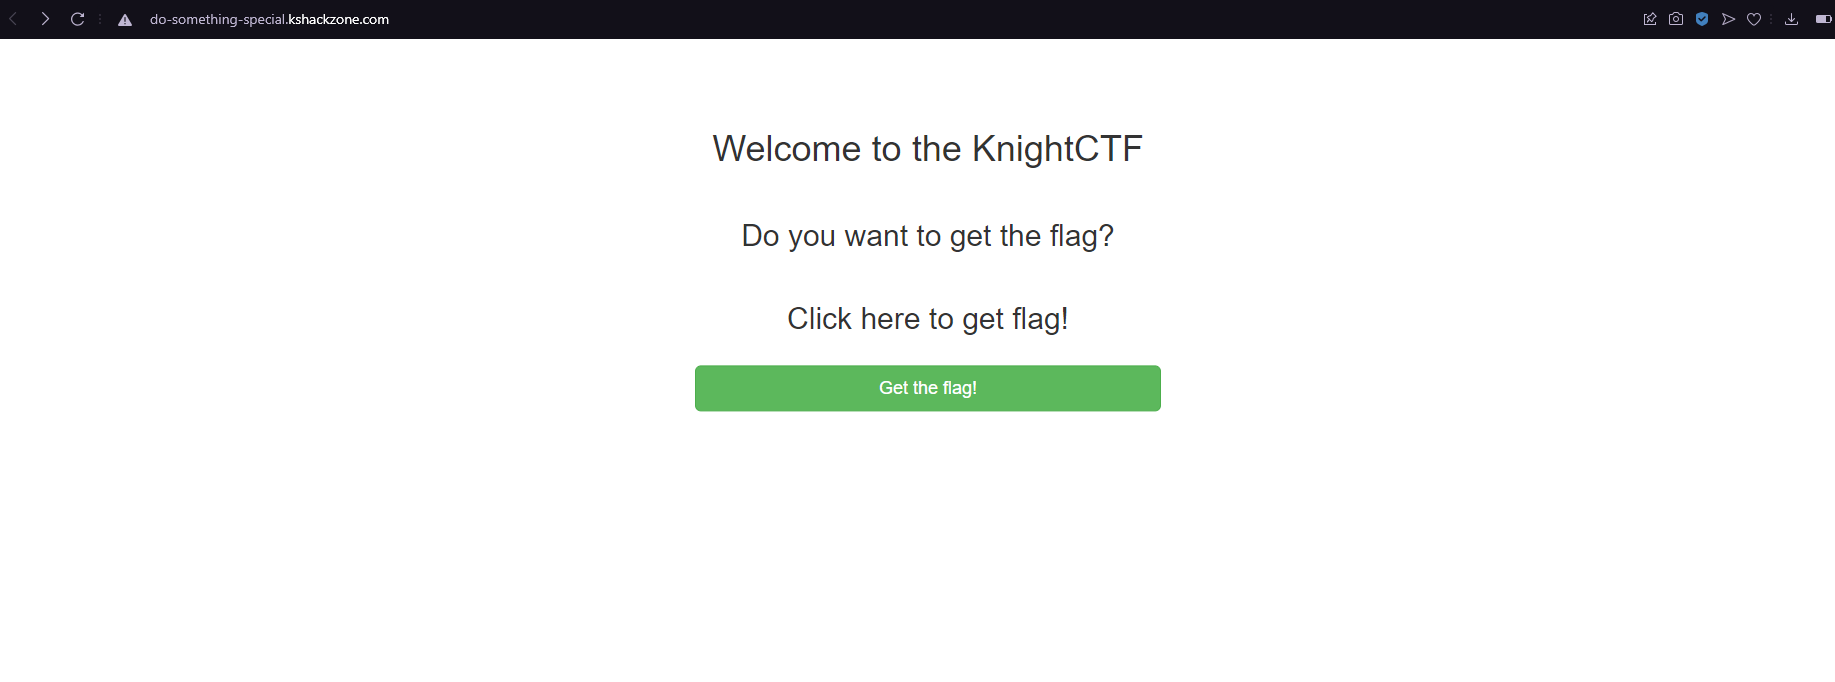 do-something-special.kshackzone.com
Welcome to the KnightCTF
Do you want to get the flag?
Click here to get flag!
Get the flag!